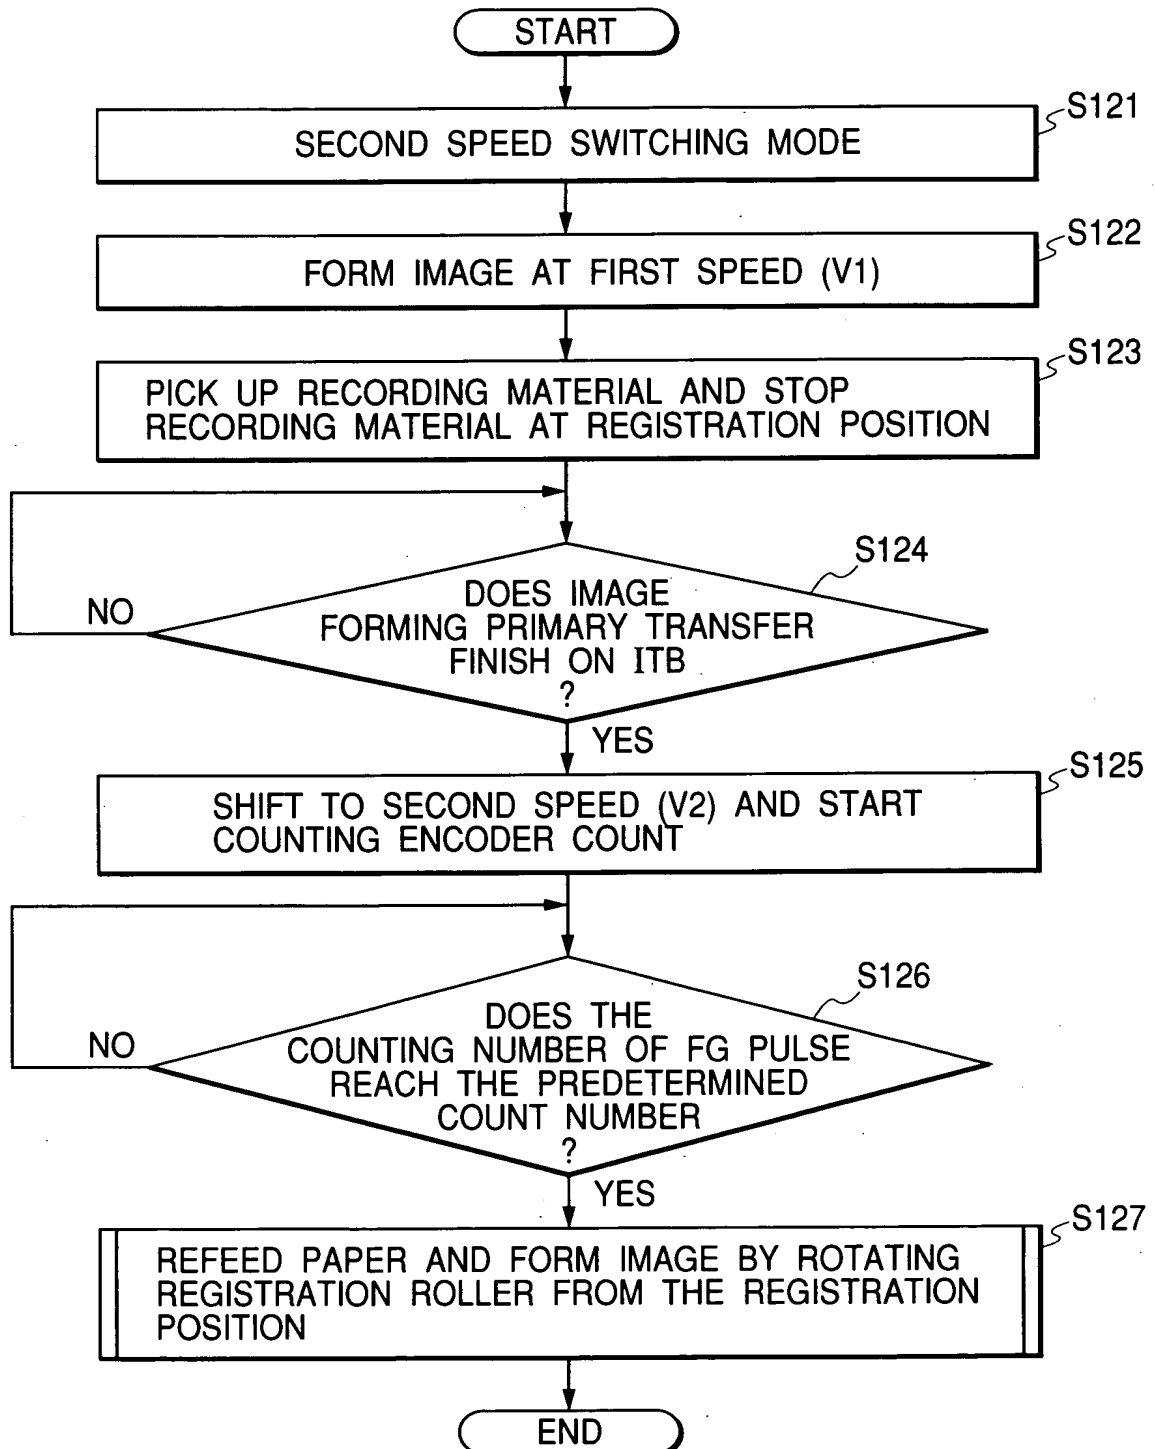 START
S121
SECOND SPEED SWITCHING MODE
S122
FORM IMAGE AT FIRST SPEED (V1)
S123
PICK UP RECORDING MATERIAL AND STOP
RECORDING MATERIAL AT REGISTRATION POSITION
S124
DOES IMAGE
FORMING PRIMARY TRANSFER
FINISH ON ITB
?
NO
YES
S125
SHIFT TO SECOND SPEED (V2) AND START
COUNTING ENCODER COUNT
S126
DOES THE
COUNTING NUMBER OF FG PULSE
REACH THE PREDETERMINED
COUNT NUMBER
?
NO
YES
S127
REFEED PAPER AND FORM IMAGE BY ROTATING
REGISTRATION ROLLER FROM THE REGISTRATION
POSITION
END